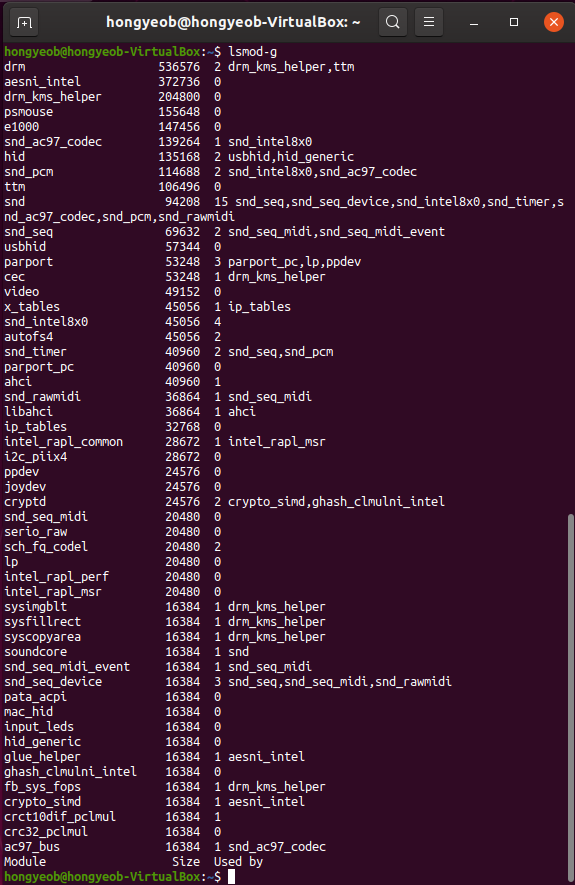 hongyeob@hongyeob-VirtualBox: ~
hongyeob@hongyeob-VirtualBox:~$ lsmod-g
drm                  536576  2 drm_kms_helper,ttm
aesni_intel          372736  0
drm_kms_helper       204800  0
psmouse              155648  0
e1000                147456  0
snd_ac97_codec       139264  1 snd_intel8x0
hid                  135168  2 usbhid,hid_generic
snd_pcm              114688  2 snd_intel8x0,snd_ac97_codec
ttm                  106496  0
snd                   94208  15 snd_seq,snd_seq_device,snd_intel8x0,snd_timer,s
nd_ac97_codec,snd_pcm,snd_rawmidi
snd_seq               69632  2 snd_seq_midi,snd_seq_midi_event
usbhid                57344  0
parport               53248  3 parport_pc,lp,ppdev
cec                   53248  1 drm_kms_helper
video                 49152  0
x_tables              45056  1 ip_tables
snd_intel8x0          45056  4
autofs4               45056  2
snd_timer             40960  2 snd_seq,snd_pcm
parport_pc            40960  0
ahci                  40960  1
snd_rawmidi           36864  1 snd_seq_midi
libahci               36864  1 ahci
ip_tables             32768  0
intel_rapl_common     28672  1 intel_rapl_msr
i2c_piix4             28672  0
ppdev                 24576  0
joydev                24576  0
cryptd                24576  2 crypto_simd,ghash_clmulni_intel
snd_seq_midi          20480  0
serio_raw             20480  0
sch_fq_codel          20480  2
lp                    20480  0
intel_rapl_perf       20480  0
intel_rapl_msr        20480  0
sysimgblt             16384  1 drm_kms_helper
sysfillrect           16384  1 drm_kms_helper
syscopyarea           16384  1 drm_kms_helper
soundcore             16384  1 snd
snd_seq_midi_event    16384  1 snd_seq_midi
snd_seq_device        16384  3 snd_seq,snd_seq_midi,snd_rawmidi
pata_acpi             16384  0
mac_hid               16384  0
input_leds            16384  0
hid_generic           16384  0
glue_helper           16384  1 aesni_intel
ghash_clmulni_intel    16384  0
fb_sys_fops           16384  1 drm_kms_helper
crypto_simd           16384  1 aesni_intel
crct10dif_pclmul      16384  1
crc32_pclmul          16384  0
ac97_bus              16384  1 snd_ac97_codec
Module                 Size  Used by
hongyeob@hongyeob-VirtualBox:~$